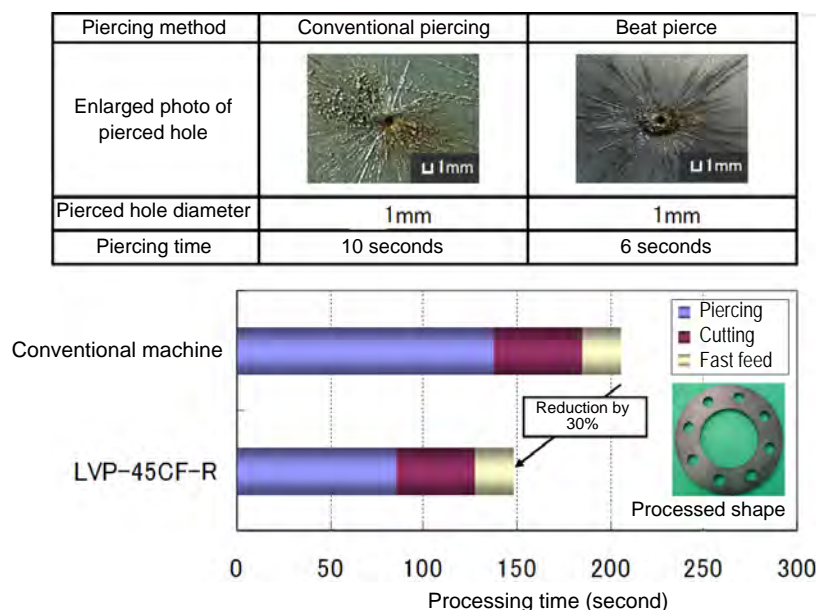 Piercing method
Conventional piercing
Beat pierce
Enlarged photo of
pierced hole
1mm
1mm
Pierced hole diameter
1mm
1mm
Piercing time
10 seconds
6 seconds
Piercing
Cutting
Fast feed
Conventional machine
Reduction by
30%
LVP-45CF-R
Processed shape
0 50 100 150 200 250 300
Processing time (second)